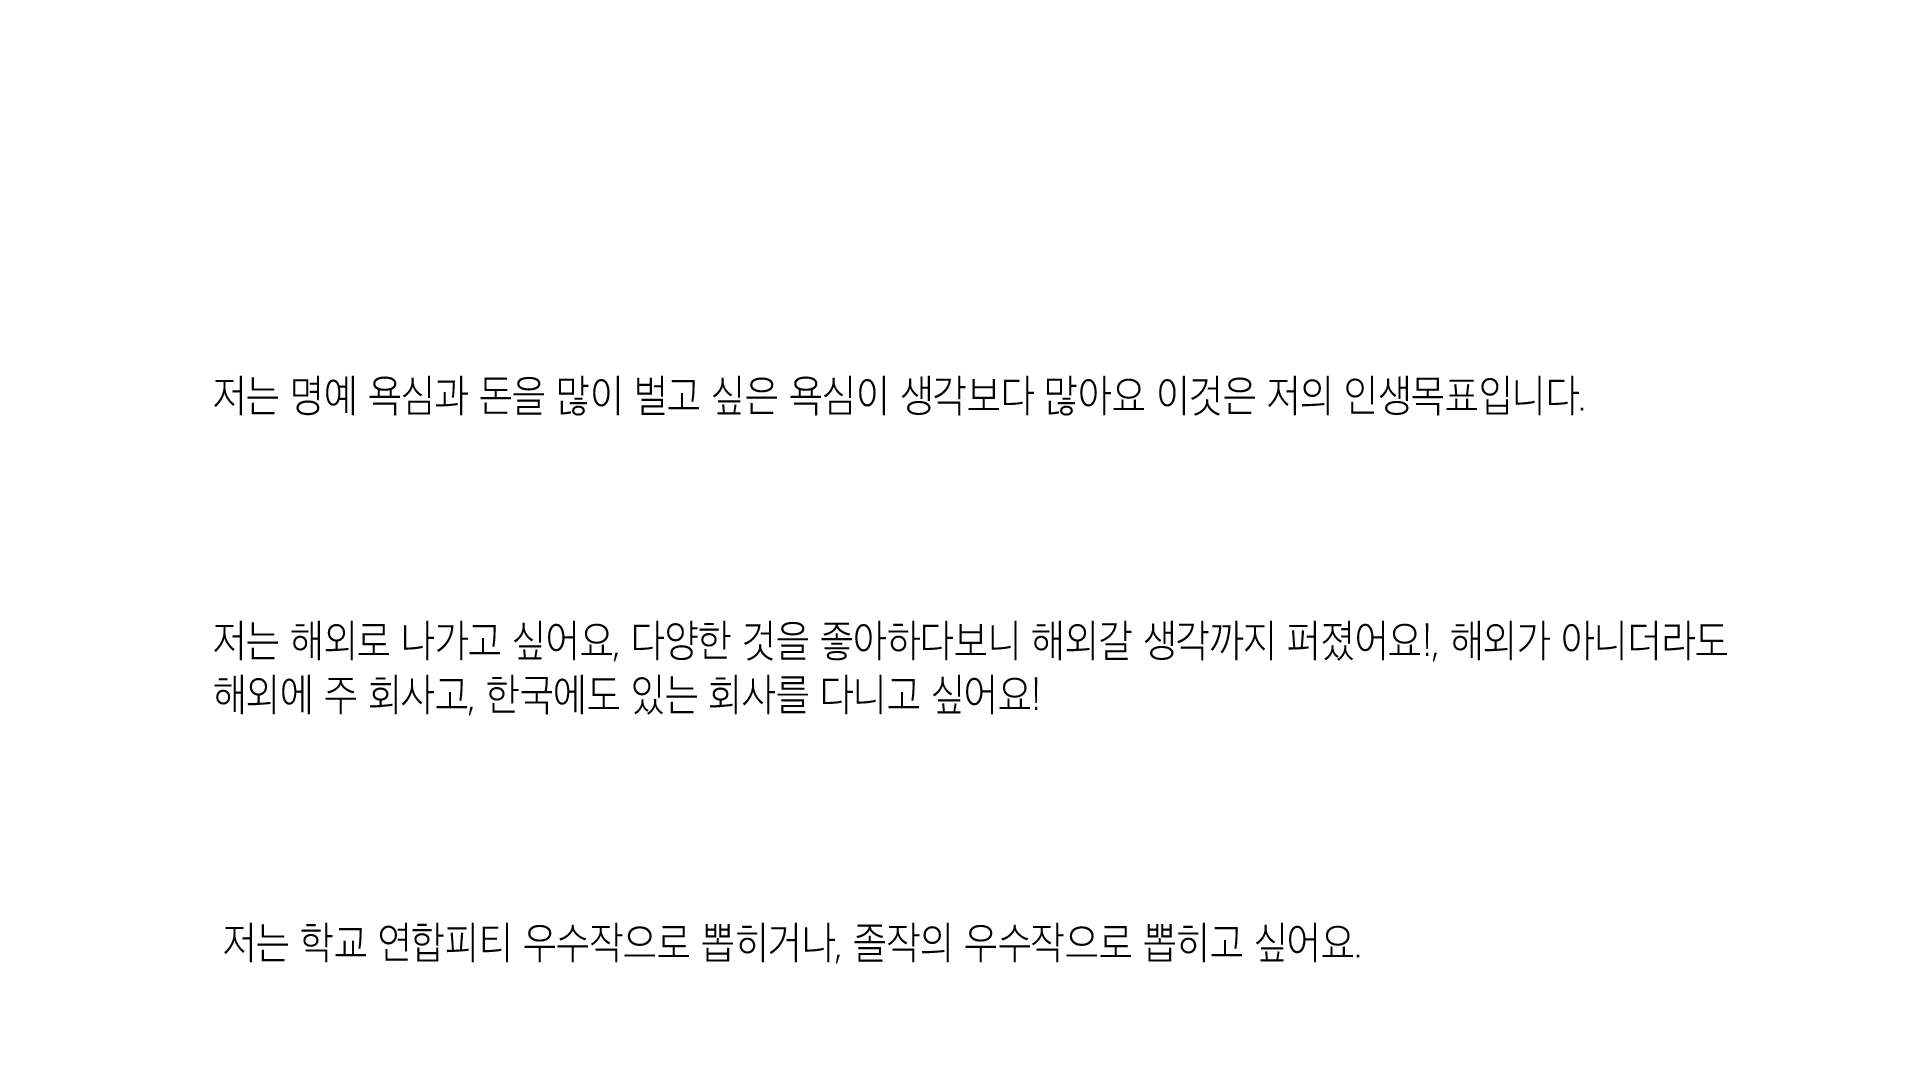 저는 명예 욕심과 돈을 많이 벌고 싶은 욕심이 생각보다 많아요 이것은 저의 인생목표입니다.
저는 해외로 나가고 싶어요, 다양한 것을 좋아하다보니 해외갈 생각까지 퍼졌어요!, 해외가 아니더라도
해외에 주 회사고, 한국에도 있는 회사를 다니고 싶어요!
저는 학교 연합피티 우수작으로 뽑히거나, 졸작의 우수작으로 뽑히고 싶어요.